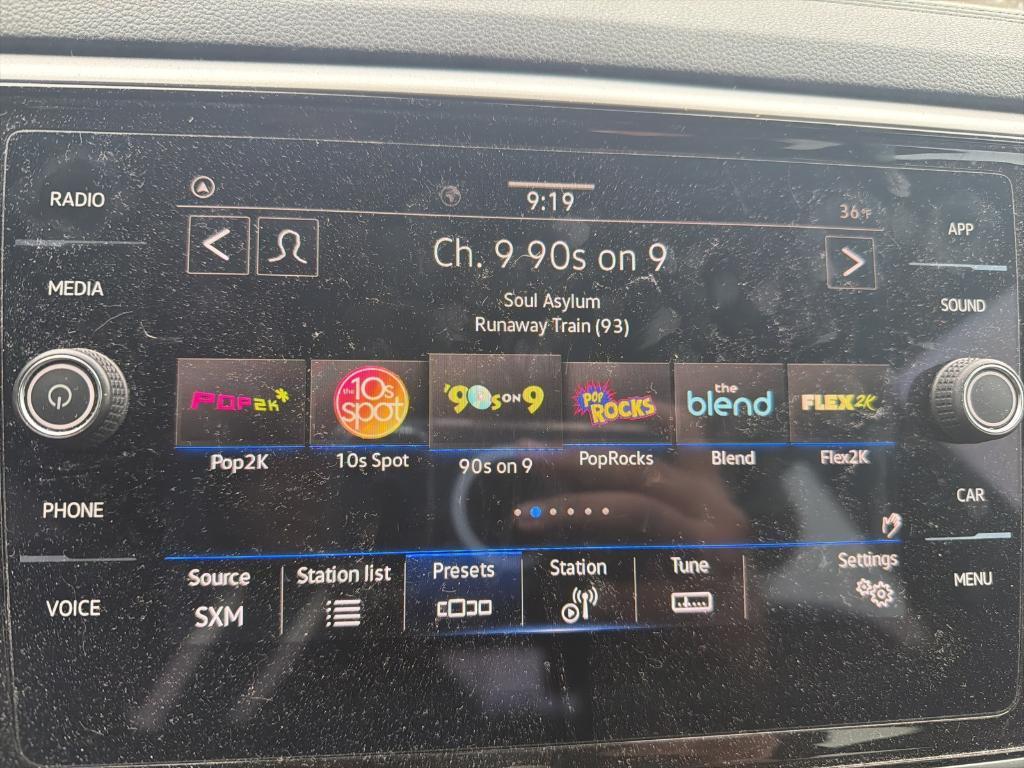 RADIO
MEDIA
PHONE
VOICE
9:19
36°F
Ch. 9 90s on 9
Soul Asylum
Runaway Train (93)
POP2K*
the 10s spot
'90s ON 9
POP ROCKS
the blend
FLEX2K
Pop2K
10s Spot
90s on 9
PopRocks
Blend
Flex2K
Source
SXM
Station list
Presets
Station
Tune
Settings
APP
SOUND
CAR
MENU